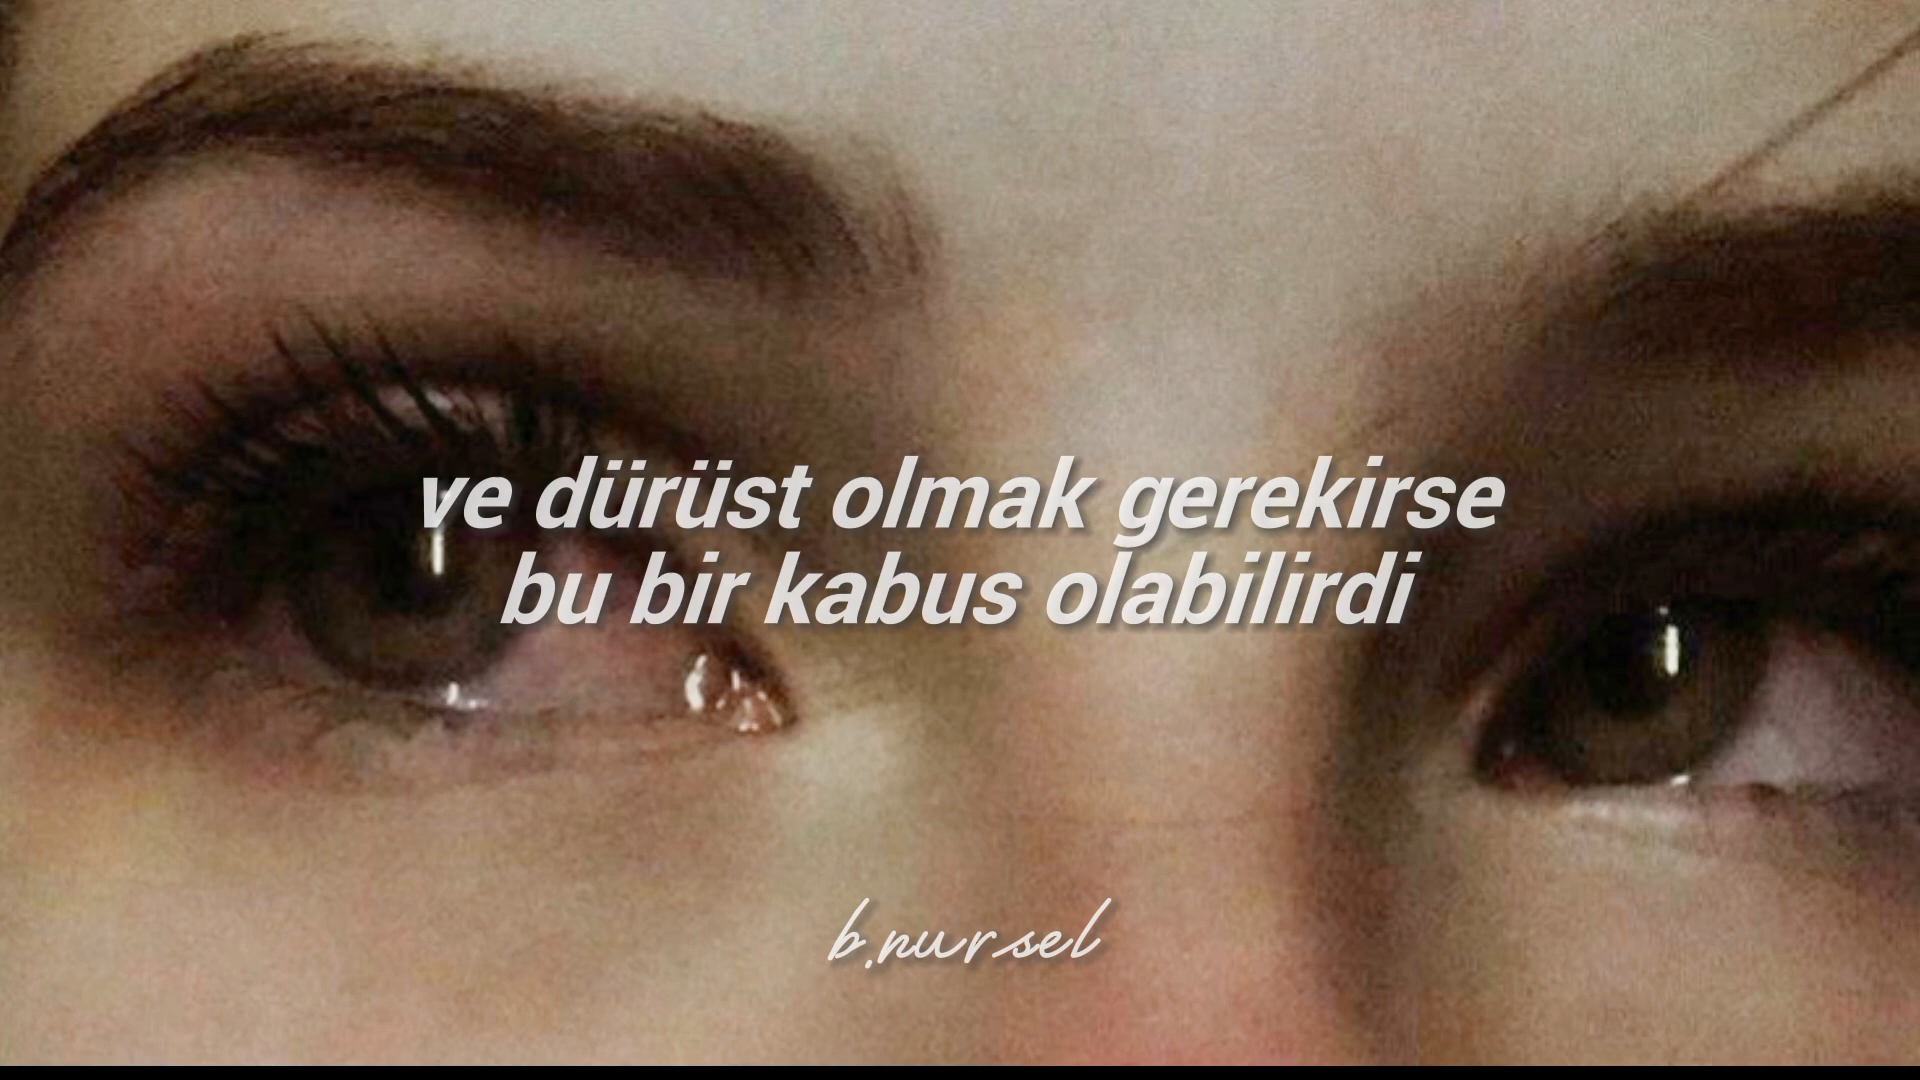 ve dürüst olmak gerekirse
bu bir kabus olabilirdi
b.nursel